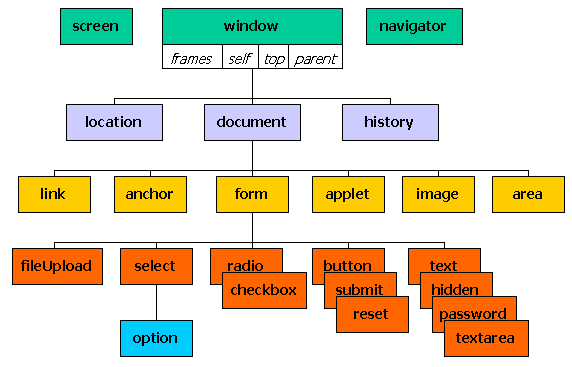 screen window navigator
frames self top parent
location document history
link anchor form applet image area
fileUpload select radio button text
checkbox submit hidden
reset password
option textarea